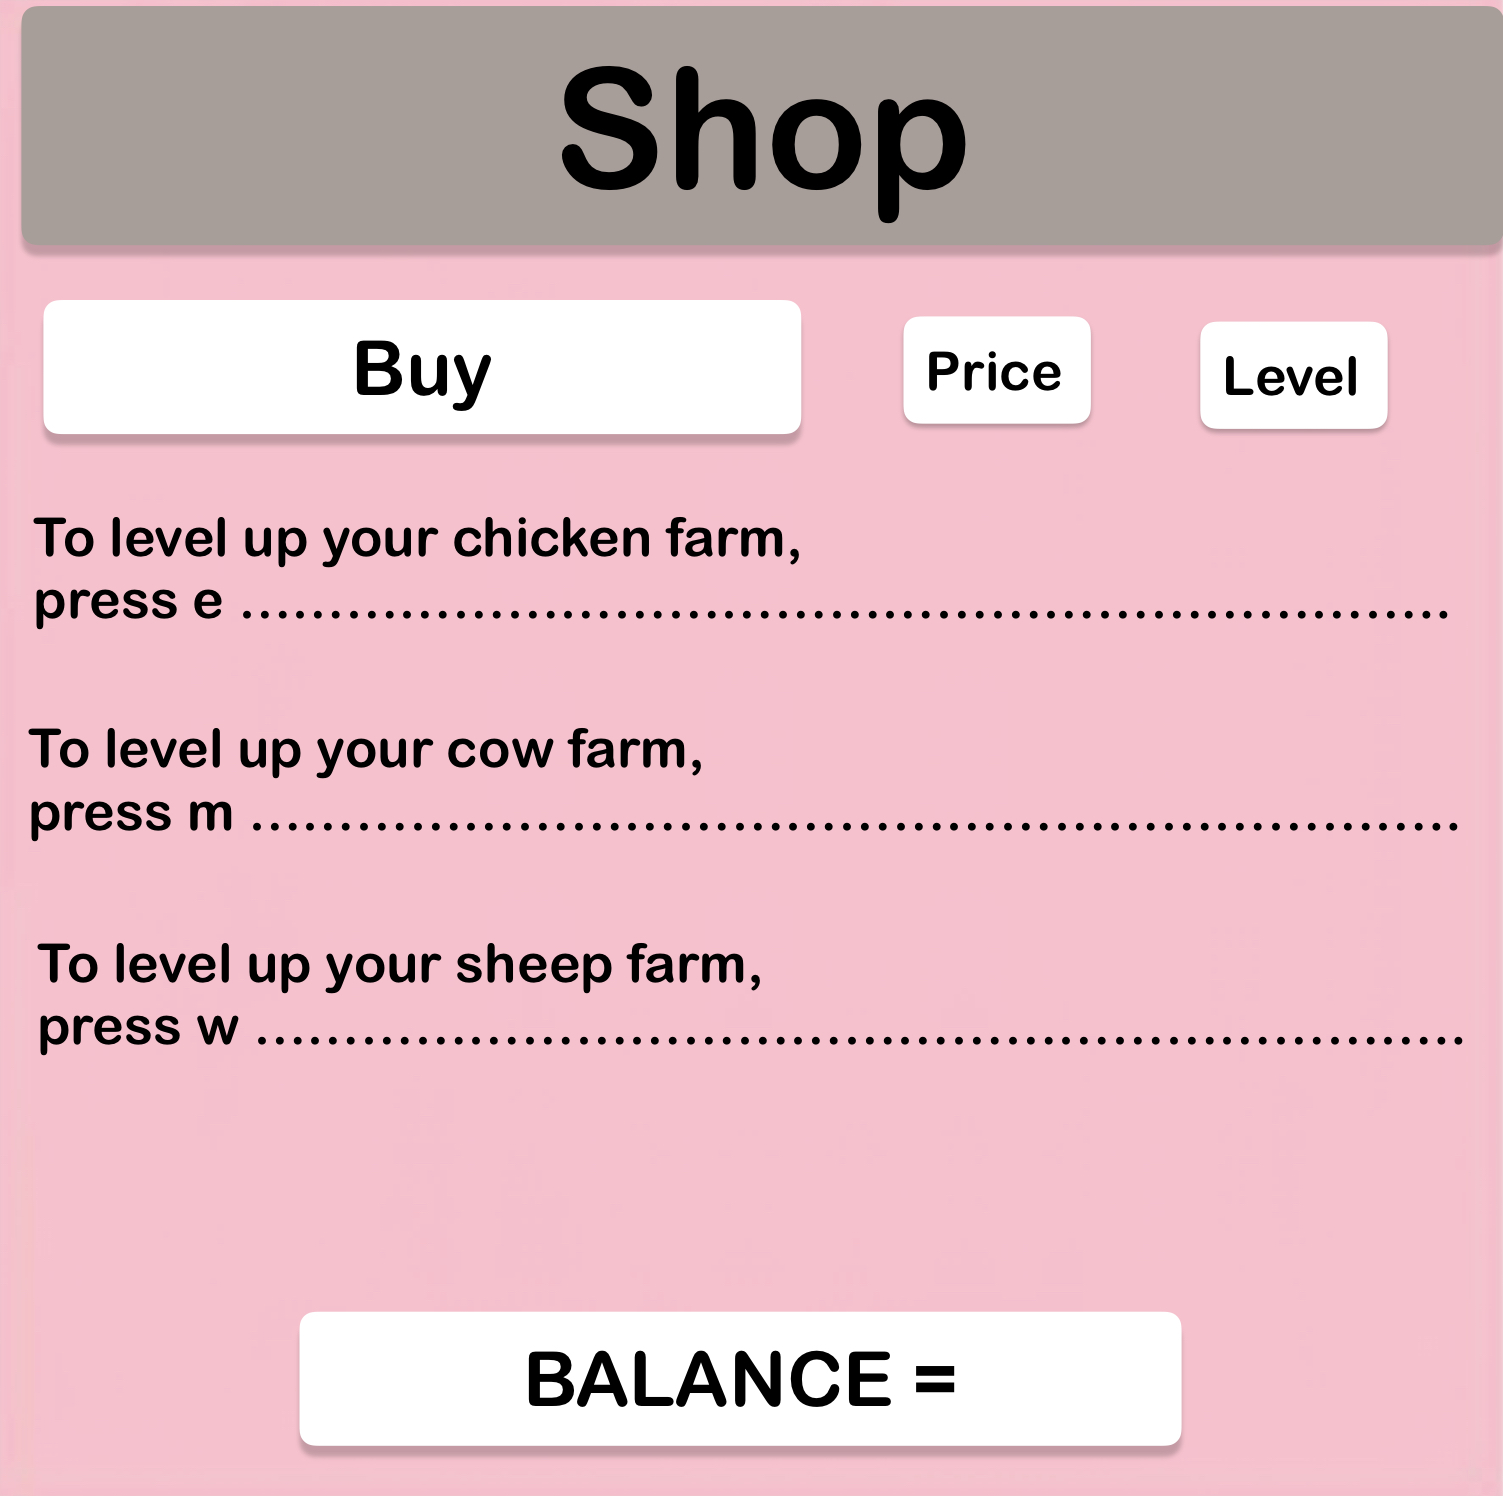 Shop
Buy
Price
Level
To level up your chicken farm,
press e ....................................................................
To level up your cow farm,
press m ....................................................................
To level up your sheep farm,
press w ....................................................................
BALANCE =